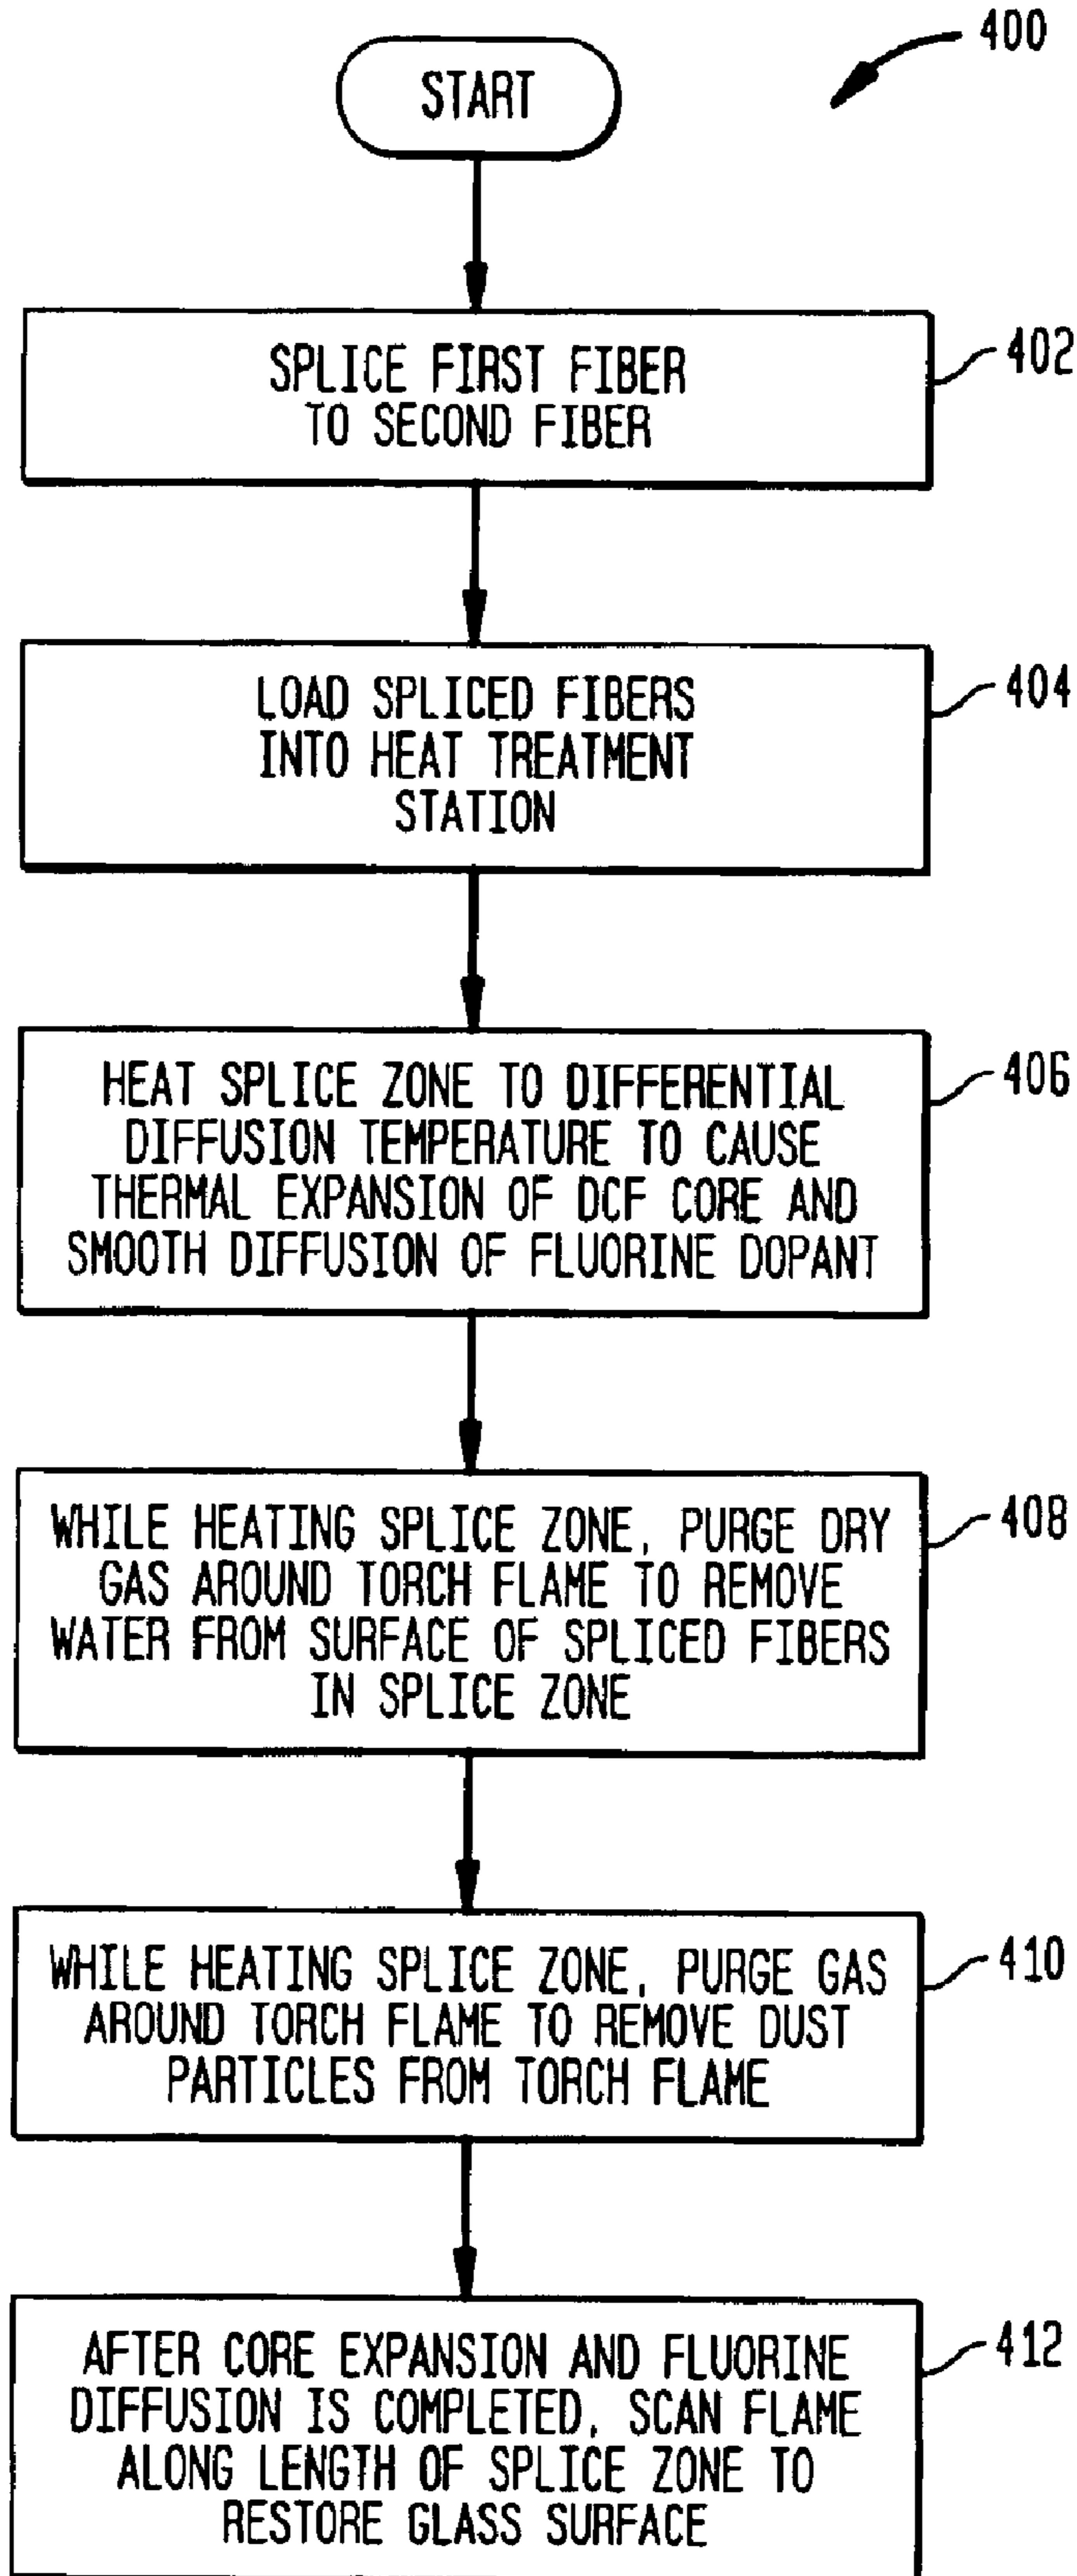 400
START
402
SPLICE FIRST FIBER
TO SECOND FIBER
404
LOAD SPLICED FIBERS
INTO HEAT TREATMENT
STATION
406
HEAT SPLICE ZONE TO DIFFERENTIAL
DIFFUSION TEMPERATURE TO CAUSE
THERMAL EXPANSION OF DCF CORE AND
SMOOTH DIFFUSION OF FLUORINE DOPANT
408
WHILE HEATING SPLICE ZONE, PURGE DRY
GAS AROUND TORCH FLAME TO REMOVE
WATER FROM SURFACE OF SPLICED FIBERS
IN SPLICE ZONE
410
WHILE HEATING SPLICE ZONE, PURGE GAS
AROUND TORCH FLAME TO REMOVE DUST
PARTICLES FROM TORCH FLAME
412
AFTER CORE EXPANSION AND FLUORINE
DIFFUSION IS COMPLETED, SCAN FLAME
ALONG LENGTH OF SPLICE ZONE TO
RESTORE GLASS SURFACE